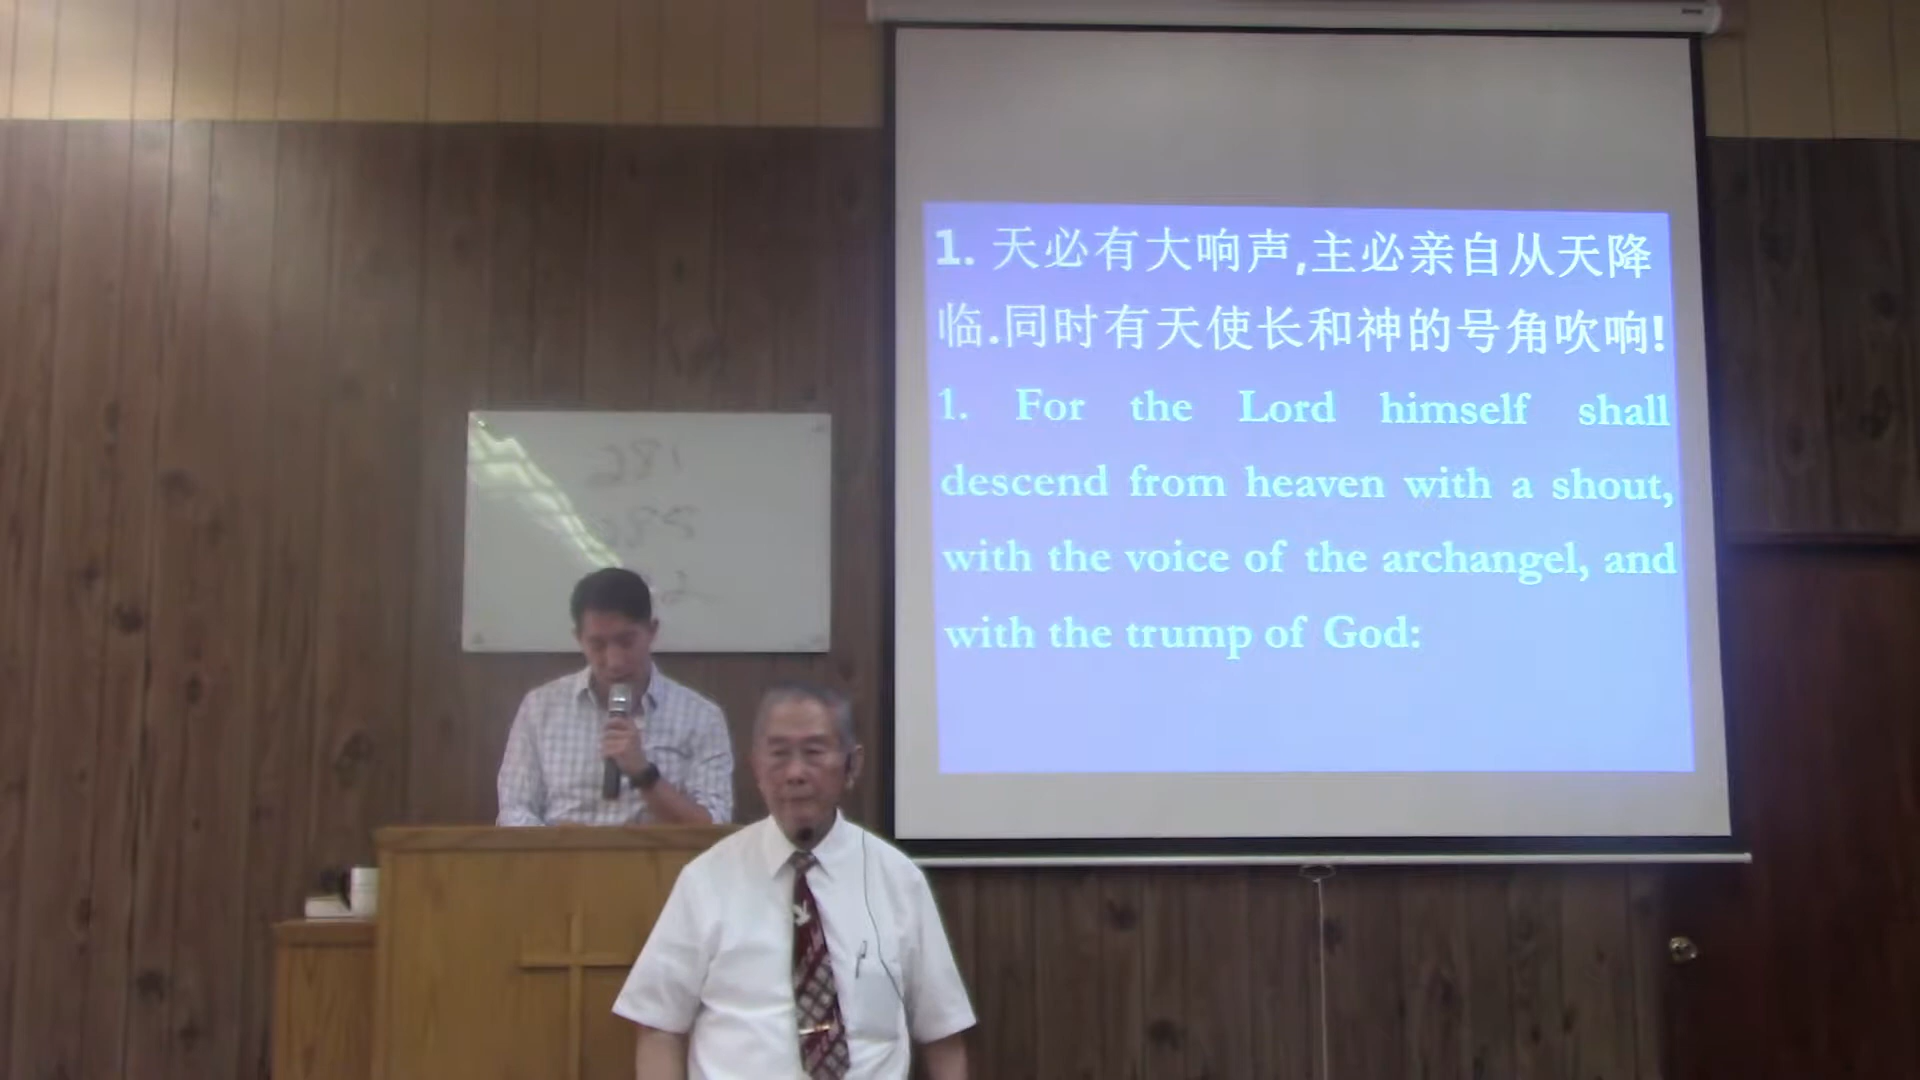 281
1. 天必有大响声,主必亲自从天降
临.同时有天使长和神的号角吹响!
1. For the Lord himself shall
descend from heaven with a shout,
with the voice of the archangel, and
with the trump of God: